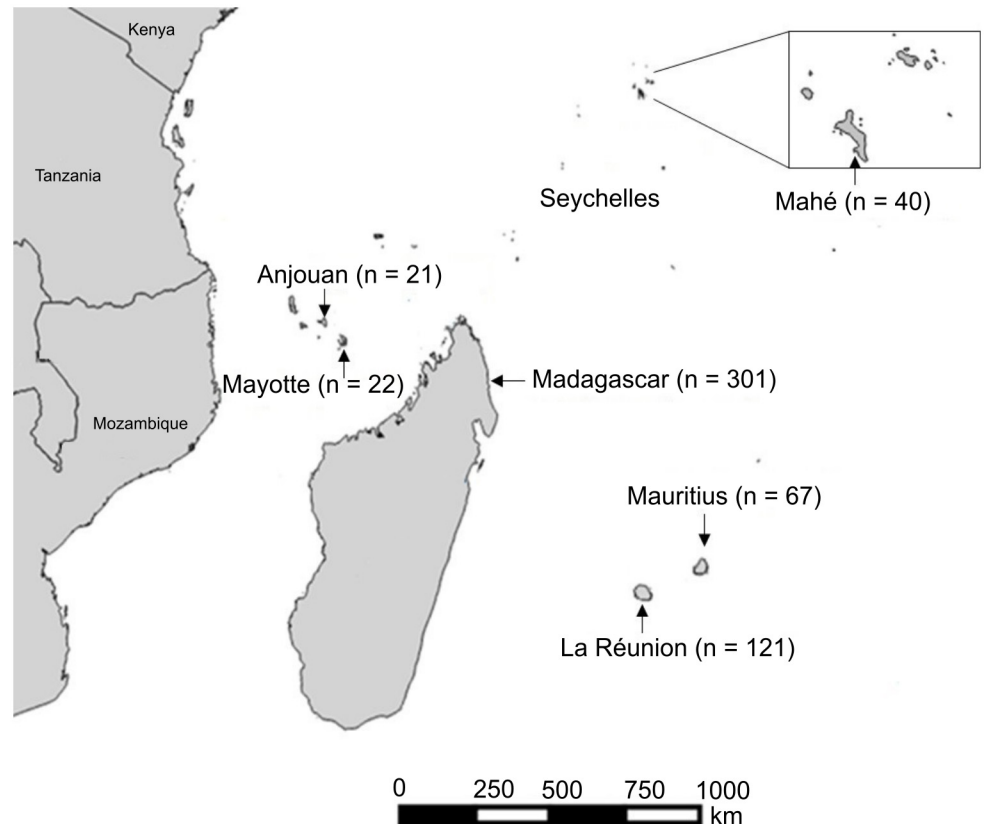 Kenya
Tanzania
Seychelles
Mahé (n = 40)
Anjouan (n = 21)
Mayotte (n = 22)
Madagascar (n = 301)
Mozambique
Mauritius (n = 67)
La Réunion (n = 121)
0 250 500 750 1000
km